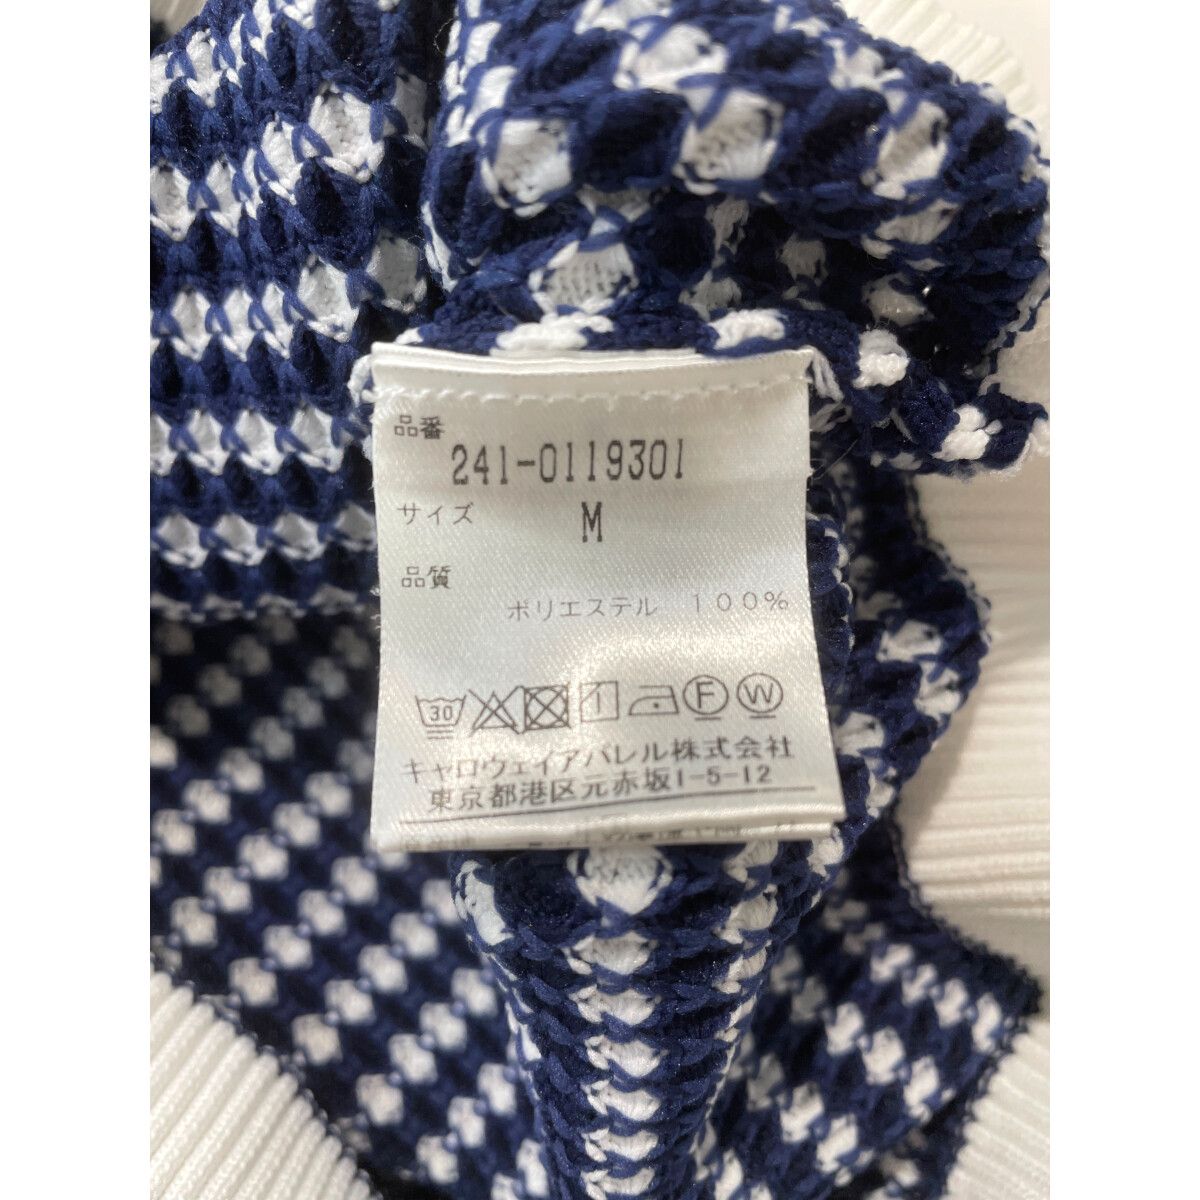 品番
241-0119301
サイズ M
品質
ポリエステル 100%
30 F W
キャロウェイアパレル株式会社
東京都港区元赤坂1-5-12